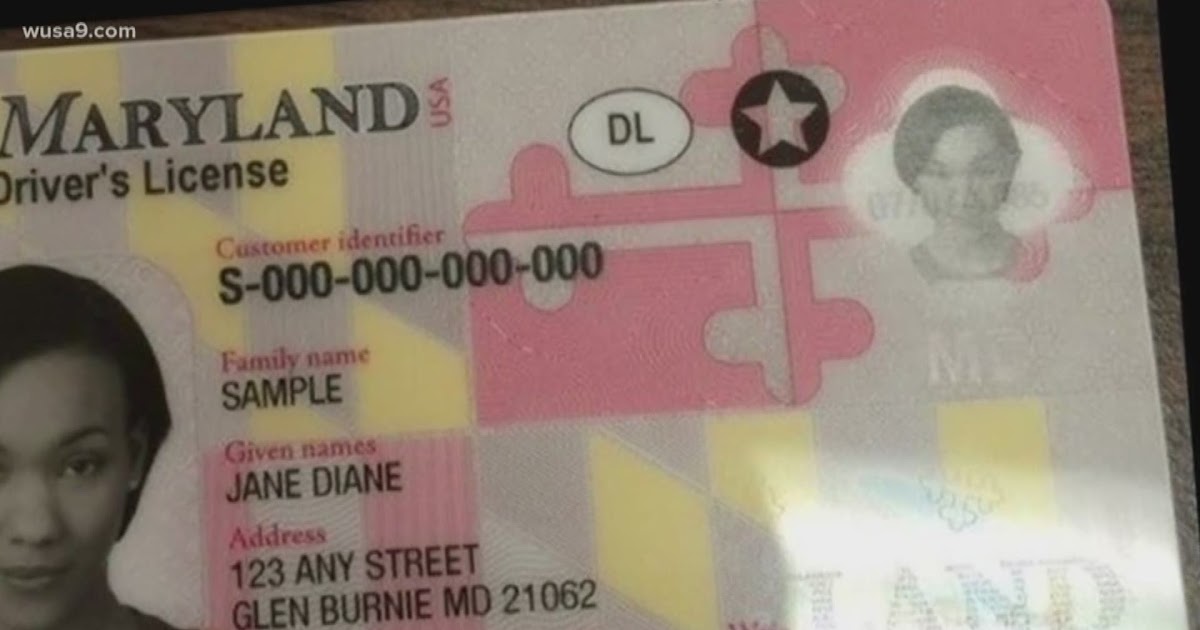 wusa9.com
MARYLAND USA
Driver's License
DL
Customer identifier
S-000-000-000-000
Family name
SAMPLE
Given names
JANE DIANE
Address
123 ANY STREET
GLEN BURNIE MD 21062
LAND